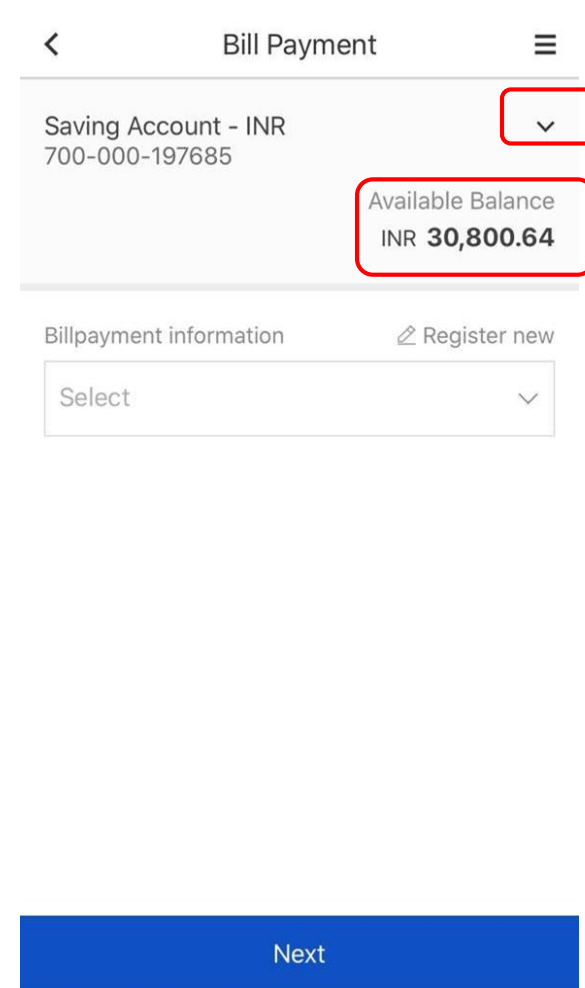 Bill Payment
Saving Account - INR
700-000-197685
Available Balance
INR 30,800.64
Billpayment information Register new
Select
Next